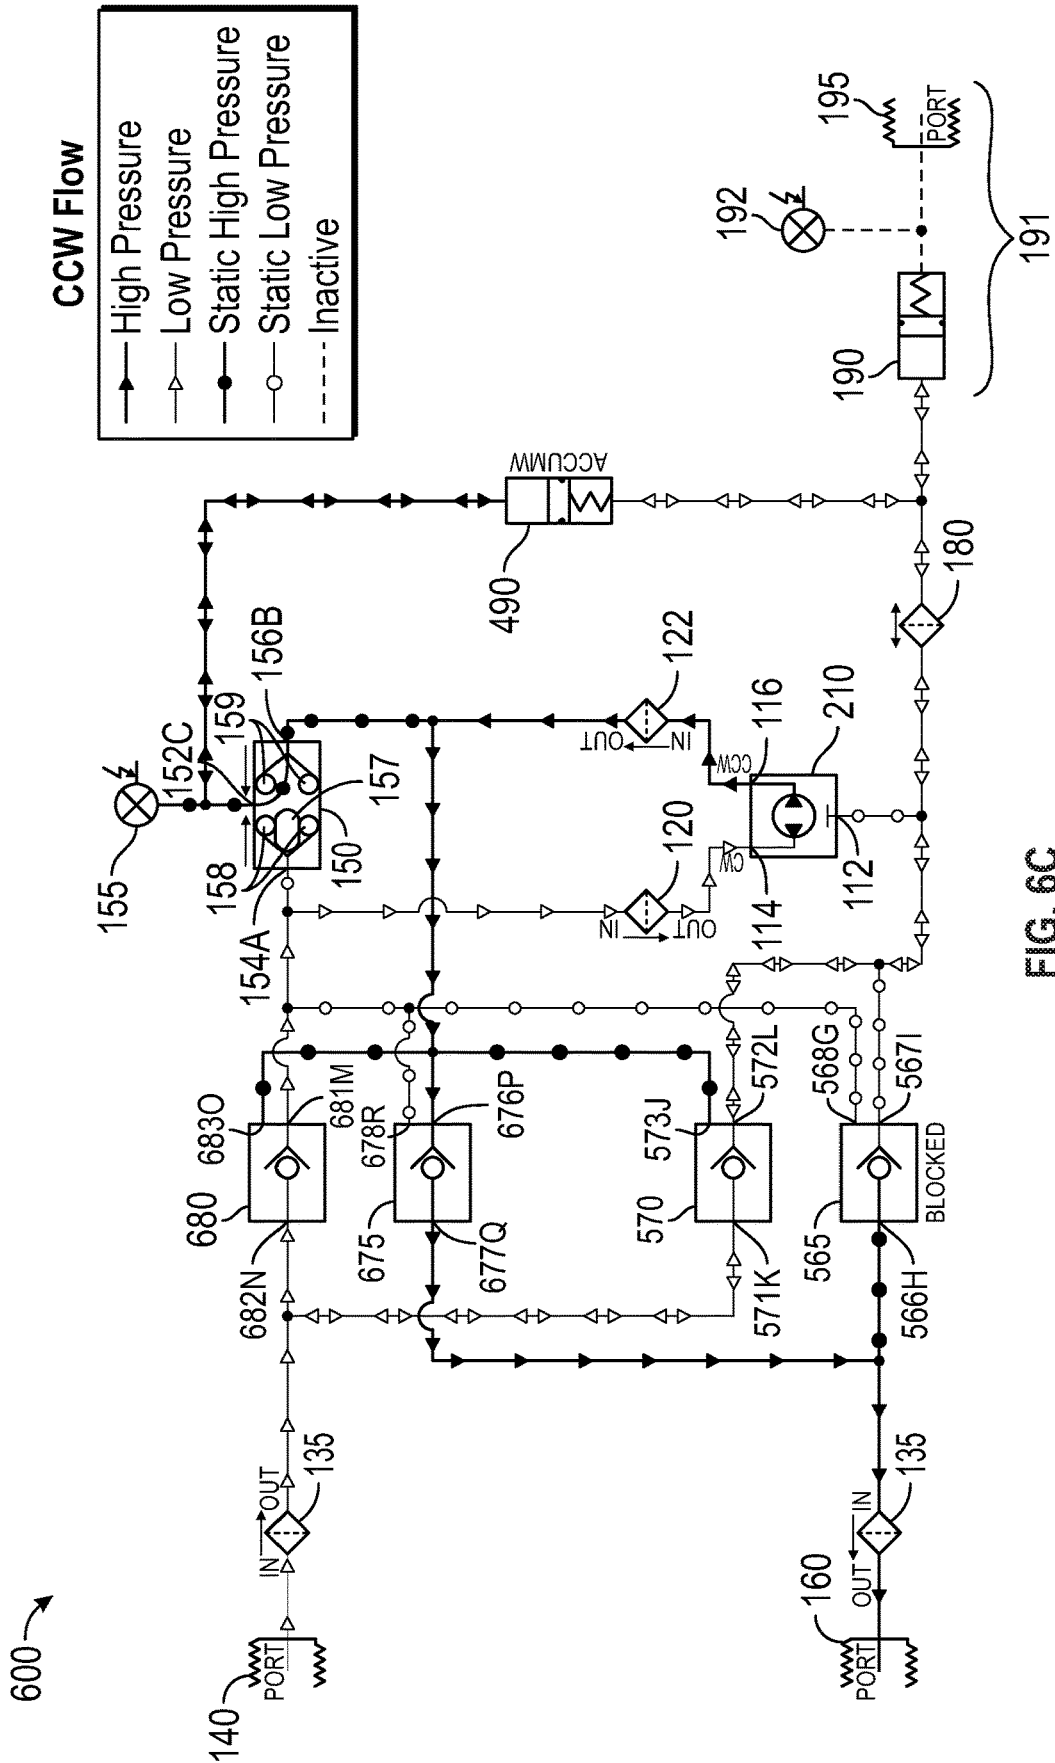 600
CCW Flow
High Pressure
Low Pressure
Static High Pressure
Static Low Pressure
Inactive
155
152C
159
156B
158
157
150
154A
490
ACCUMW
195
PORT
192
190
191
122
IN
OUT
116
CCW
210
120
IN
OUT
CW
114
112
180
683O
680
681M
682N
678R
675
676P
677Q
573J
570
572L
571K
568G
565
567I
566H
BLOCKED
140
PORT
IN
OUT
135
160
PORT
OUT
IN
135
FIG. 6C